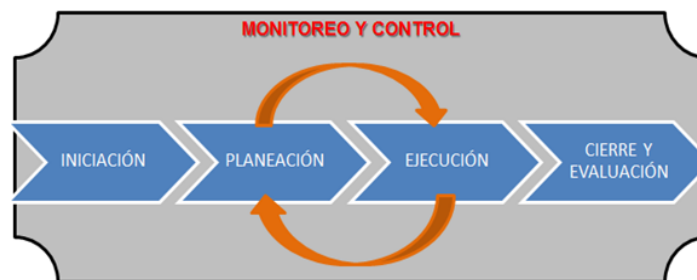 MONITOREO Y CONTROL
INICIACIÓN
PLANEACIÓN
EJECUCIÓN
CIERRE Y
EVALUACIÓN